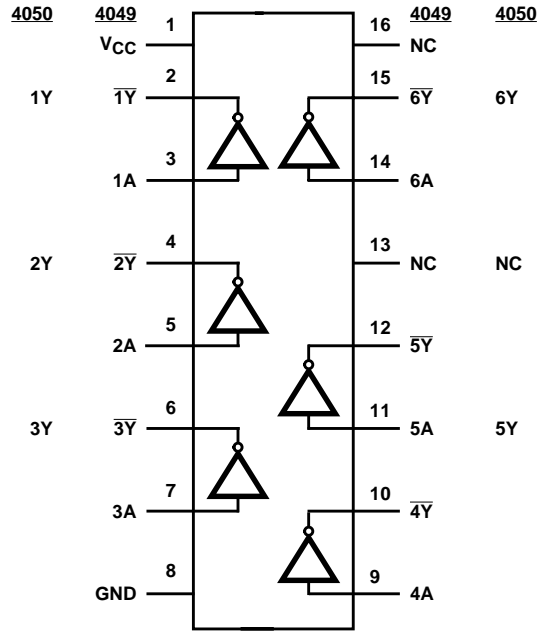 4050 4049 4049 4050
VCC 1 16 NC
1Y 1Y 2 15 6Y 6Y
1A 3 14 6A
2Y 2Y 4 13 NC NC
2A 5 12 5Y
3Y 3Y 6 11 5A 5Y
3A 7 10 4Y
GND 8 9 4A